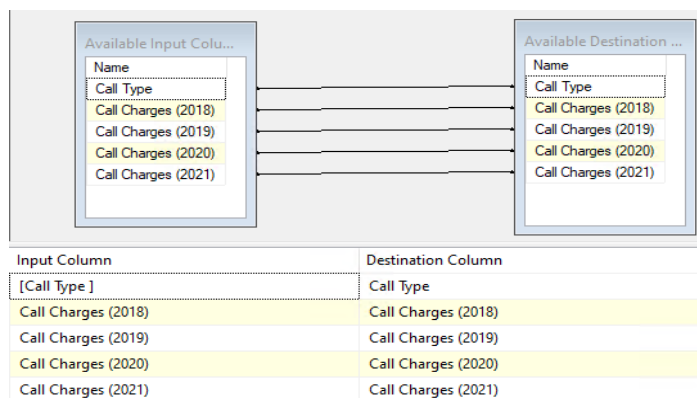 Available Input Colu...
Name
Call Type
Call Charges (2018)
Call Charges (2019)
Call Charges (2020)
Call Charges (2021)
Available Destination ...
Name
Call Type
Call Charges (2018)
Call Charges (2019)
Call Charges (2020)
Call Charges (2021)
Input Column Destination Column
[Call Type ] Call Type
Call Charges (2018) Call Charges (2018)
Call Charges (2019) Call Charges (2019)
Call Charges (2020) Call Charges (2020)
Call Charges (2021) Call Charges (2021)